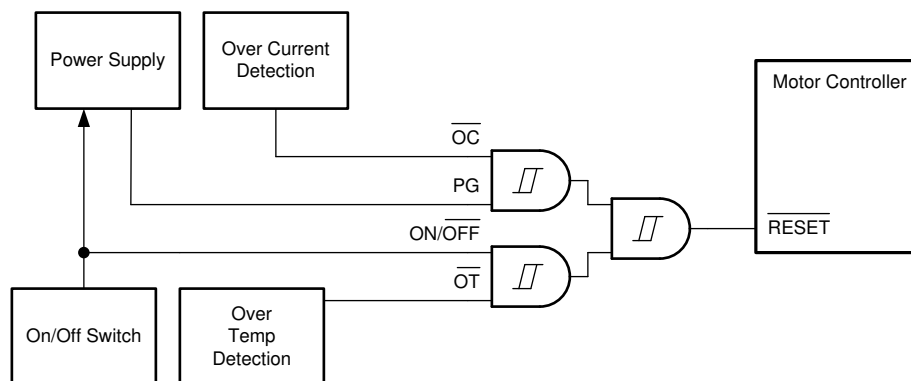 Power Supply
Over Current
Detection
Motor Controller
OC
PG
ON/OFF
RESET
OT
On/Off Switch
Over
Temp
Detection